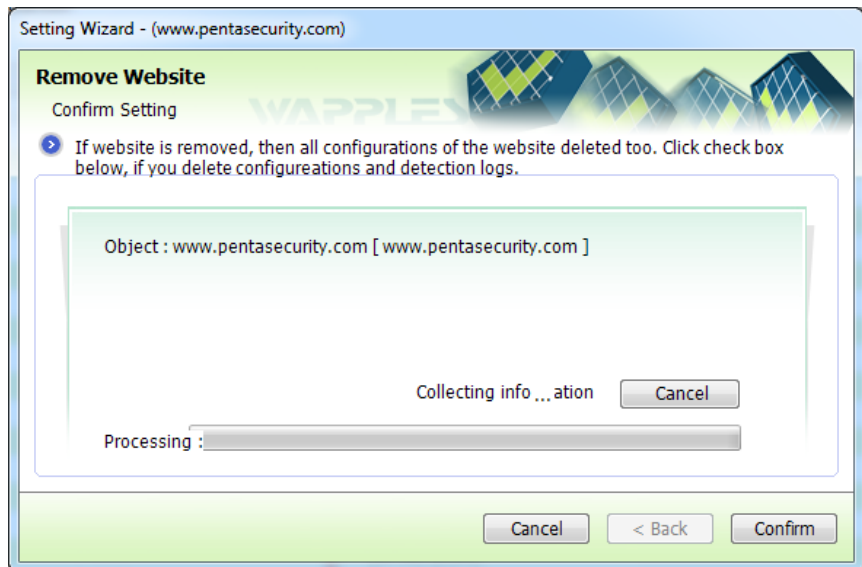 Setting Wizard - (www.pentasecurity.com)
Remove Website
Confirm Setting
WAPPLES
If website is removed, then all configurations of the website deleted too. Click check box
below, if you delete configureations and detection logs.
Object : www.pentasecurity.com [ www.pentasecurity.com ]
Collecting info...ation
Cancel
Processing :
Cancel
< Back
Confirm